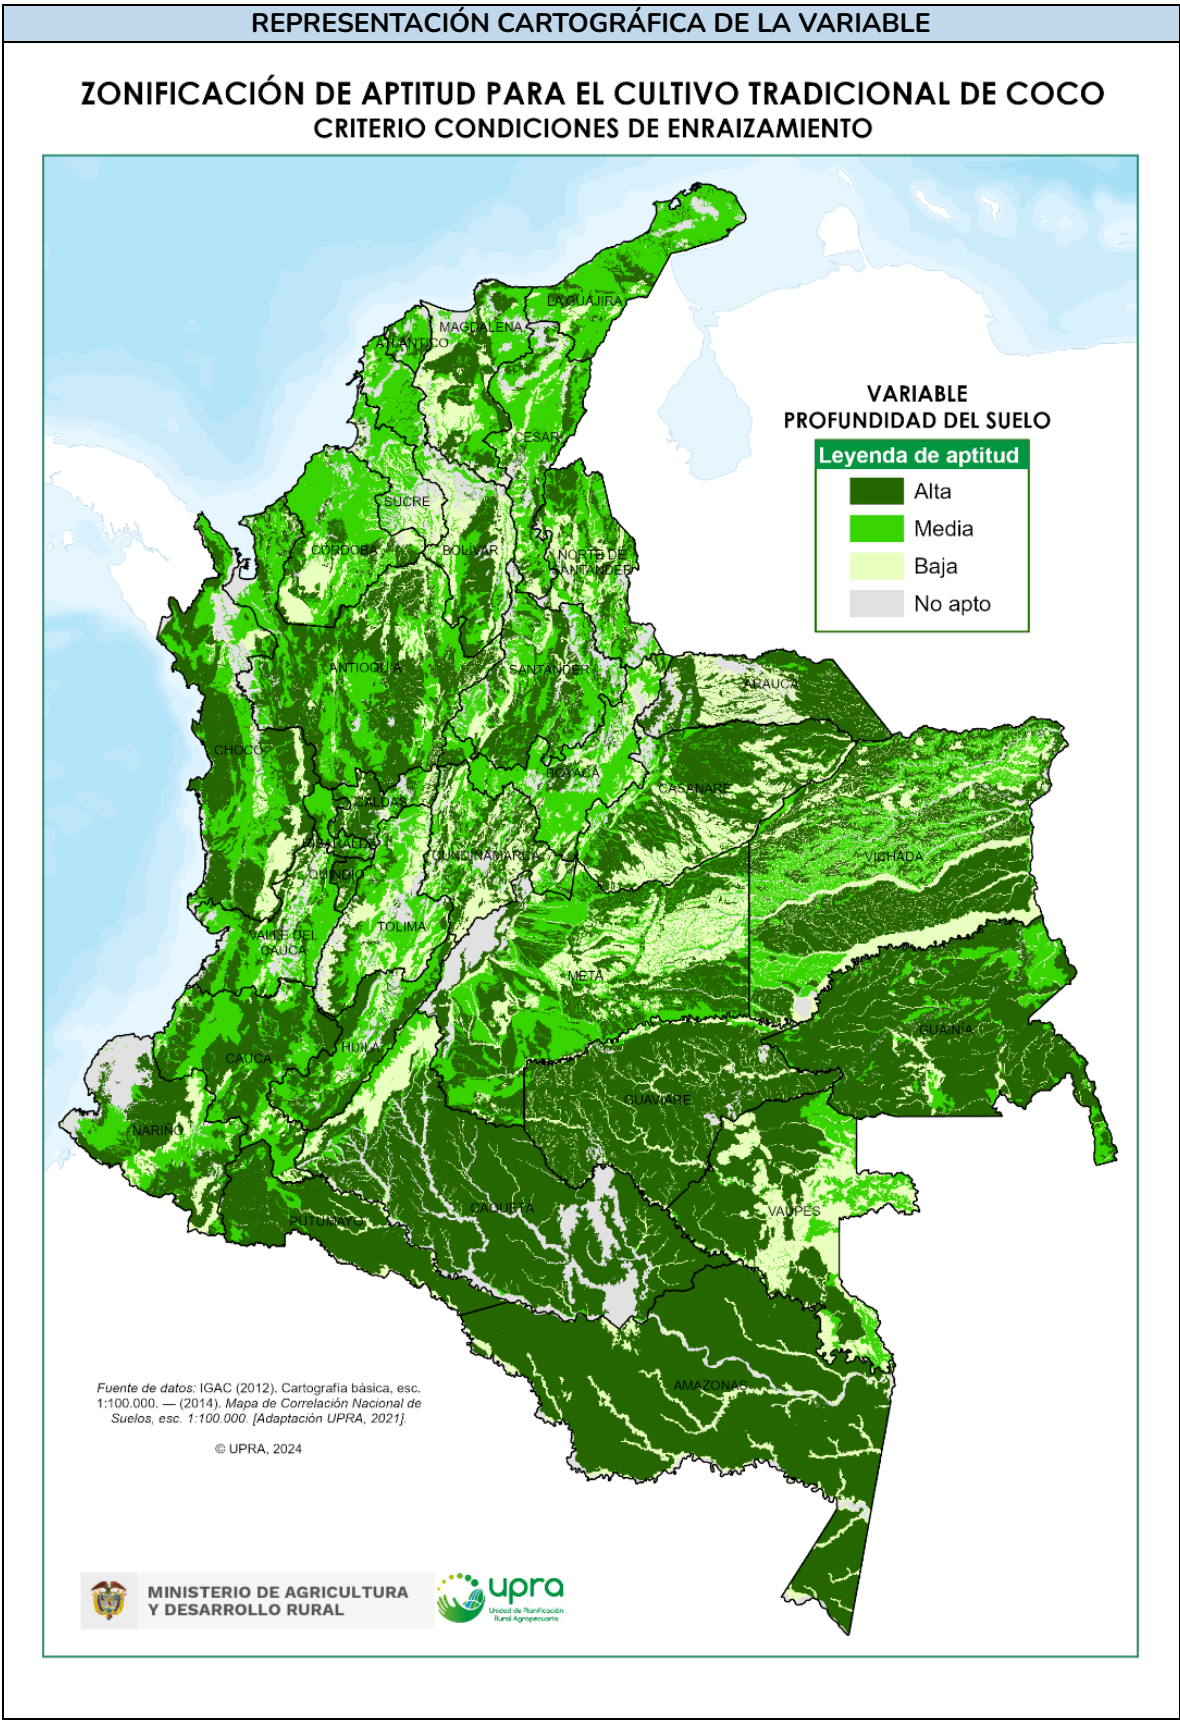 REPRESENTACIÓN CARTOGRÁFICA DE LA VARIABLE
ZONIFICACIÓN DE APTITUD PARA EL CULTIVO TRADICIONAL DE COCO
CRITERIO CONDICIONES DE ENRAIZAMIENTO
LA GUAJIRA
MAGDALENA
ATLÁNTICO
VARIABLE
PROFUNDIDAD DEL SUELO
Leyenda de aptitud
Alta
Media
Baja
No apto
CESAR
SUCRE
CÓRDOBA
BOLÍVAR
NORTE DE
SANTANDER
ANTIOQUIA
SANTANDER
ARAUCA
CHOCÓ
BOYACÁ
CASANARE
CALDAS
RISARALDA
CUNDINAMARCA
VICHADA
QUINDÍO
TOLIMA
VALLE DEL
CAUCA
META
GUAINÍA
HUILA
CAUCA
GUAVIARE
NARIÑO
CAQUETÁ
VAUPÉS
PUTUMAYO
AMAZONAS
Fuente de datos: IGAC (2012). Cartografía básica, esc.
1:100.000. — (2014). Mapa de Correlación Nacional de
Suelos, esc. 1:100.000. [Adaptación UPRA, 2021].
© UPRA, 2024
MINISTERIO DE AGRICULTURA
Y DESARROLLO RURAL
upra
Unidad de Planificación
Rural Agropecuaria